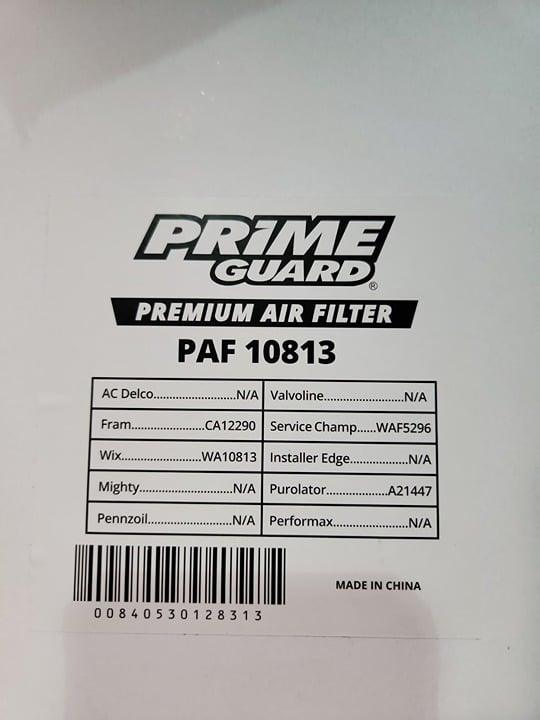 PRIME
GUARD®
PREMIUM AIR FILTER
PAF 10813
AC Delco..........................N/A Valvoline..........................N/A
Fram.......................CA12290 Service Champ......WAF5296
Wix.........................WA10813 Installer Edge...................N/A
Mighty..............................N/A Purolator....................A21447
Pennzoil...........................N/A Performax........................N/A
MADE IN CHINA
00840530128313